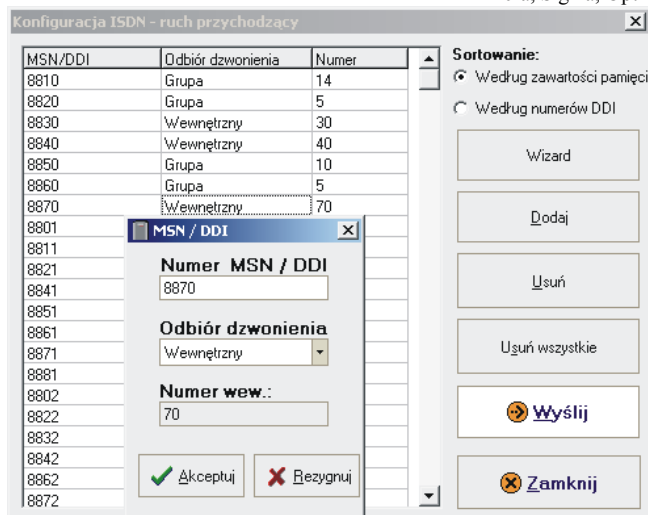 Konfiguracja ISDN - ruch przychodzący
MSN/DDI Odbiór dzwonienia Numer
8810 Grupa 14
8820 Grupa 5
8830 Wewnętrzny 30
8840 Wewnętrzny 40
8850 Grupa 10
8860 Grupa 5
8870 Wewnętrzny 70
8801
8811
8821
8841
8851
8861
8871
8881
8802
8822
8832
8842
8862
8872
MSN / DDI
Numer MSN / DDI
8870
Odbiór dzwonienia
Wewnętrzny
Numer wew.:
70
Akceptuj
Rezygnuj
Sortowanie:
Według zawartości pamięci
Według numerów DDI
Wizard
Dodaj
Usuń
Usuń wszystkie
Wyślij
Zamknij